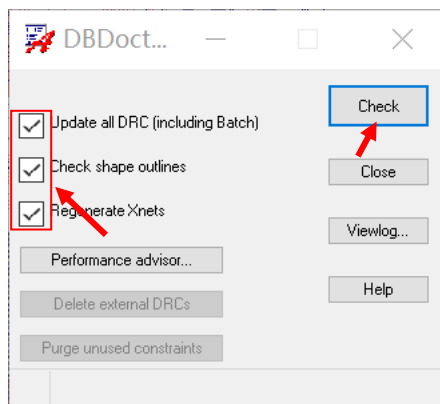 DBDoct...
Update all DRC (including Batch)
Check
Check shape outlines
Close
Regenerate Xnets
Viewlog...
Performance advisor...
Help
Delete external DRCs
Purge unused constraints